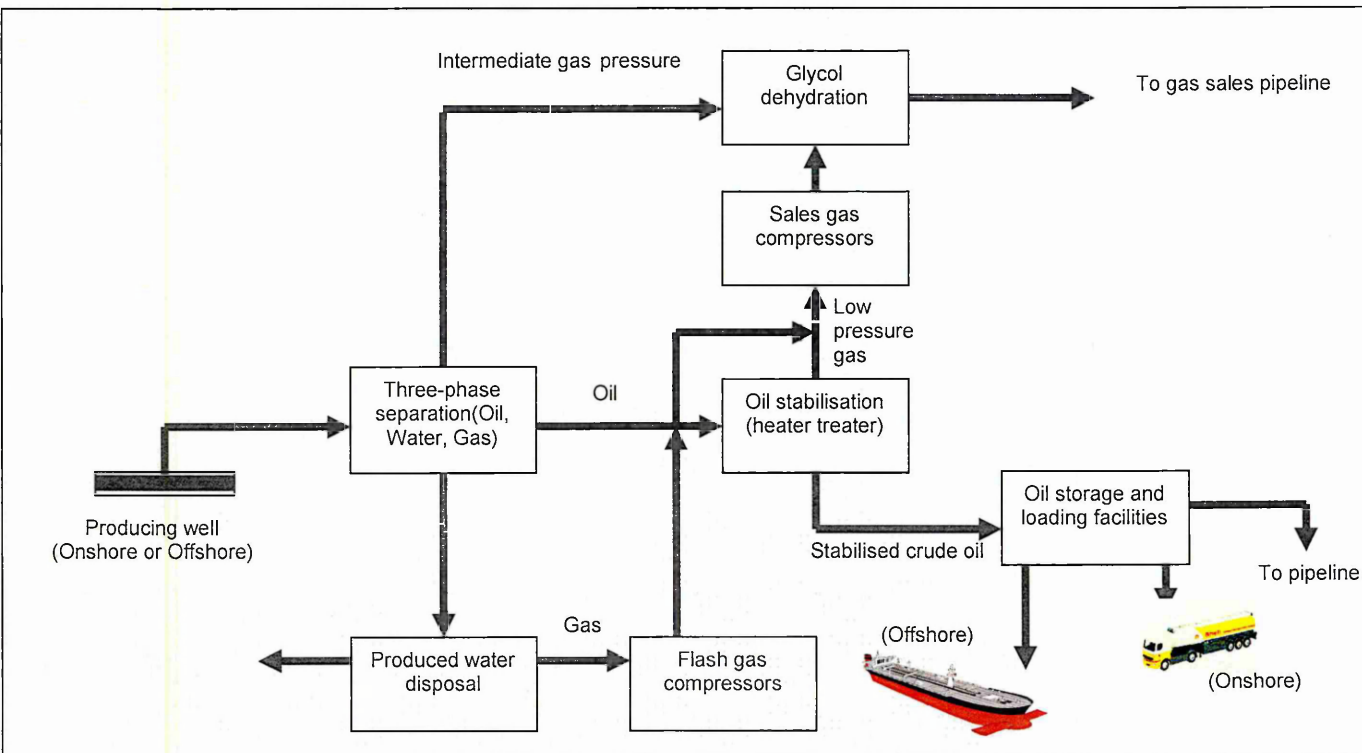 Intermediate gas pressure
Glycol
dehydration
To gas sales pipeline
Sales gas
compressors
Low
pressure
gas
Three-phase
separation(Oil,
Water, Gas)
Oil
Oil stabilisation
(heater treater)
Producing well
(Onshore or Offshore)
Oil storage and
loading facilities
Stabilised crude oil
To pipeline
Gas
Produced water
disposal
Flash gas
compressors
(Offshore)
(Onshore)